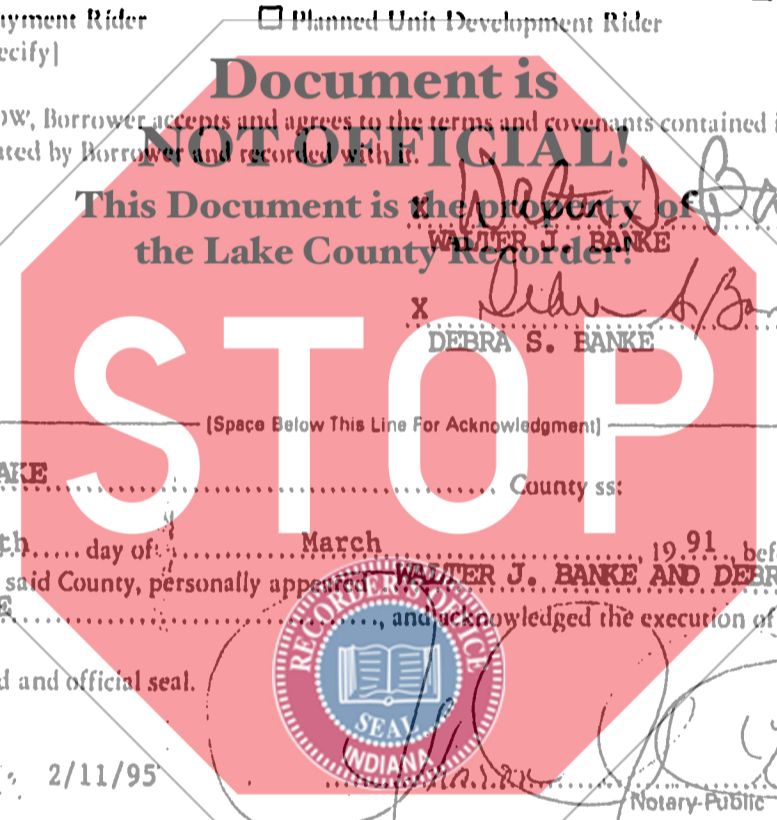 ayment Rider ☐ Planned Unit Development Rider
ecify]
Document is
OW, Borrower accepts and agrees to the terms and covenants contained i
NOT OFFICIAL!
ated by Borrower and recorded with it.
This Document is the property of
X Walter J. Ba
WALTER J. BANKE
the Lake County Recorder!
X
DEBRA S. BANKE
STOP
[Space Below This Line For Acknowledgment]
AKE County ss:
th day of March, 19 91, bef
said County, personally appeared WALTER J. BANKE AND DEBR
E, and acknowledged the execution of
RECORDER'S OFFICE
d and official seal.
SEAL
INDIANA
2/11/95
Notary Public